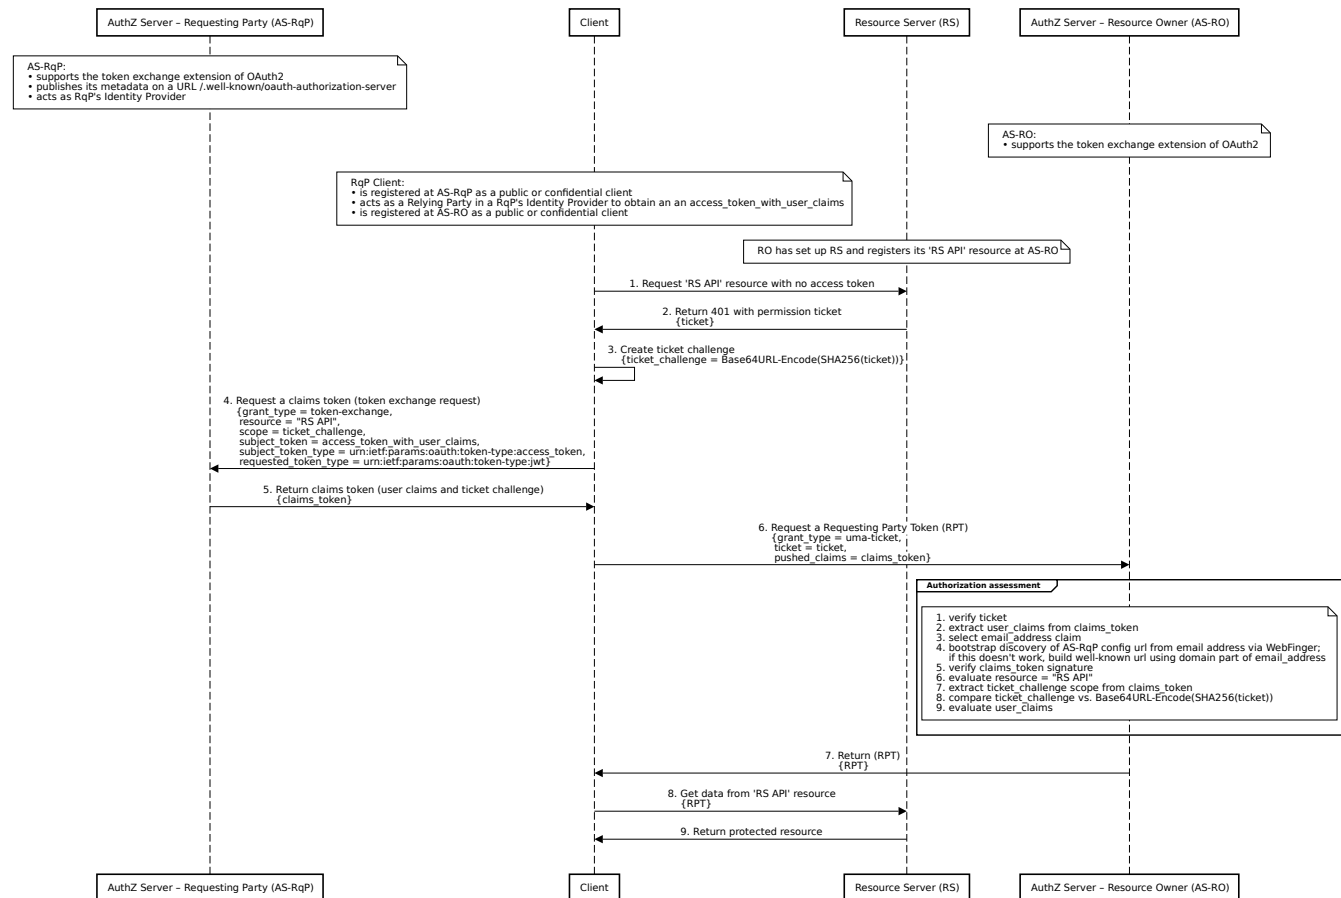 AuthZ Server – Requesting Party (AS-RqP)
Client
Resource Server (RS)
AuthZ Server – Resource Owner (AS-RO)
AS-RqP:
• supports the token exchange extension of OAuth2
• publishes its metadata on a URL /.well-known/oauth-authorization-server
• acts as RqP's Identity Provider
AS-RO:
• supports the token exchange extension of OAuth2
RqP Client:
• is registered at AS-RqP as a public or confidential client
• acts as a Relying Party in a RqP's Identity Provider to obtain an an access_token_with_user_claims
• is registered at AS-RO as a public or confidential client
RO has set up RS and registers its 'RS API' resource at AS-RO
1. Request 'RS API' resource with no access token
2. Return 401 with permission ticket
{ticket}
3. Create ticket challenge
{ticket_challenge = Base64URL-Encode(SHA256(ticket))}
4. Request a claims token (token exchange request)
{grant_type = token-exchange,
resource = "RS API",
scope = ticket_challenge,
subject_token = access_token_with_user_claims,
subject_token_type = urn:ietf:params:oauth:token-type:access_token,
requested_token_type = urn:ietf:params:oauth:token-type:jwt}
5. Return claims token (user claims and ticket challenge)
{claims_token}
6. Request a Requesting Party Token (RPT)
{grant_type = uma-ticket,
ticket = ticket,
pushed_claims = claims_token}
Authorization assessment
1. verify ticket
2. extract user_claims from claims_token
3. select email_address claim
4. bootstrap discovery of AS-RqP config url from email address via WebFinger;
if this doesn't work, build well-known url using domain part of email_address
5. verify claims_token signature
6. evaluate resource = "RS API"
7. extract ticket_challenge scope from claims_token
8. compare ticket_challenge vs. Base64URL-Encode(SHA256(ticket))
9. evaluate user_claims
7. Return (RPT)
{RPT}
8. Get data from 'RS API' resource
{RPT}
9. Return protected resource
AuthZ Server – Requesting Party (AS-RqP)
Client
Resource Server (RS)
AuthZ Server – Resource Owner (AS-RO)